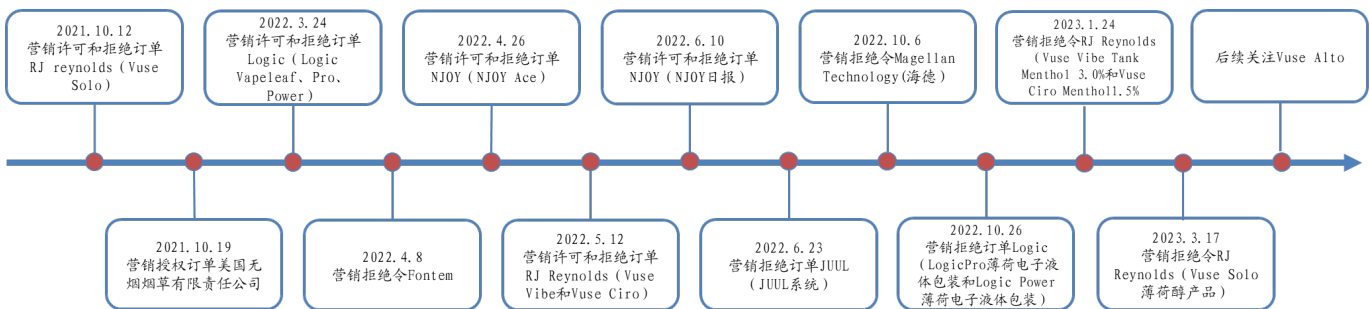 2021.10.12
营销许可和拒绝订单
RJ reynolds（Vuse
Solo）
2022.3.24
营销许可和拒绝订单
Logic（Logic
Vapeleaf、Pro、
Power）
2022.4.26
营销许可和拒绝订单
NJOY（NJOY Ace）
2022.6.10
营销许可和拒绝订单
NJOY（NJOY日报）
2022.10.6
营销拒绝令Magellan
Technology(海德）
2023.1.24
营销拒绝令RJ Reynolds
（Vuse Vibe Tank
Menthol 3.0%和Vuse
Ciro Menthol1.5%
后续关注Vuse Alto
2021.10.19
营销授权订单美国无
烟烟草有限责任公司
2022.4.8
营销拒绝令Fontem
2022.5.12
营销许可和拒绝订单
RJ Reynolds（Vuse
Vibe和Vuse Ciro）
2022.6.23
营销拒绝订单JUUL
（JUUL系统）
2022.10.26
营销拒绝订单Logic
(LogicPro薄荷电子液
体包装和Logic Power
薄荷电子液体包装）
2023.3.17
营销拒绝令RJ
Reynolds（Vuse Solo
薄荷醇产品）